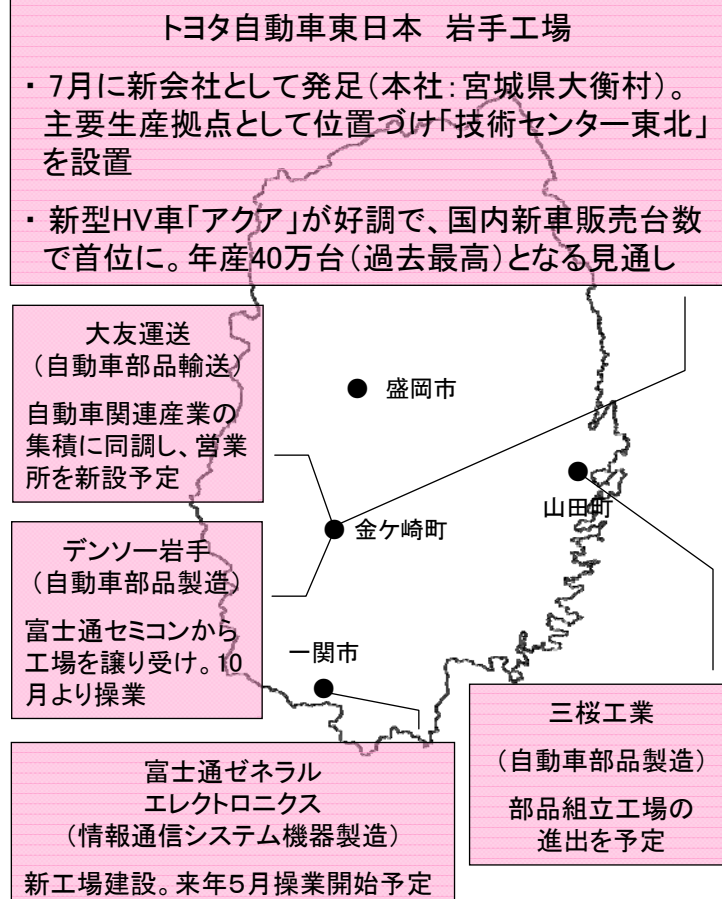 トヨタ自動車東日本 岩手工場
・ 7月に新会社として発足(本社:宮城県大衡村)。
主要生産拠点として位置づけ「技術センター東北」
を設置
・ 新型HV車「アクア」が好調で、国内新車販売台数
で首位に。年産40万台(過去最高)となる見通し
大友運送
(自動車部品輸送)
自動車関連産業の
集積に同調し、営業
所を新設予定
盛岡市
山田町
金ケ崎町
デンソー岩手
(自動車部品製造)
富士通セミコンから
工場を譲り受け。10
月より操業
一関市
三桜工業
(自動車部品製造)
部品組立工場の
進出を予定
富士通ゼネラル
エレクトロニクス
(情報通信システム機器製造)
新工場建設。来年5月操業開始予定